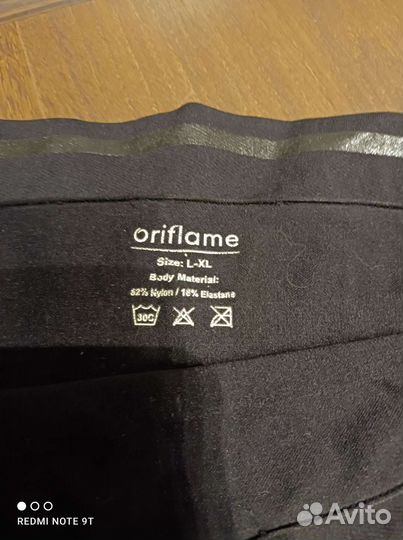 oriflame
Size: L-XL
Body Material:
82% Nylon / 18% Elastane
30C
REDMI NOTE 9T
Avito